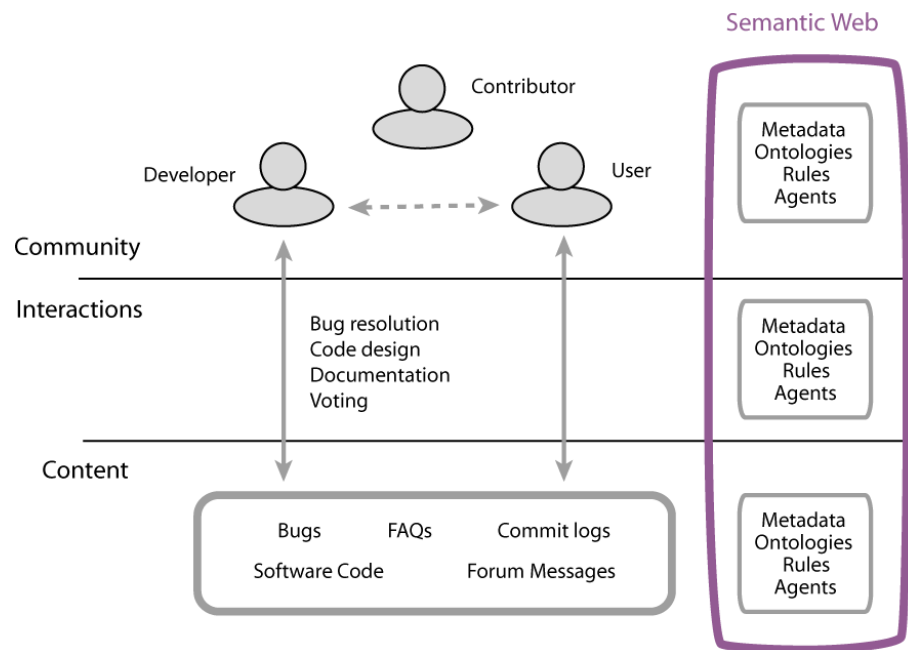 Semantic Web
Contributor
Developer
User
Metadata
Ontologies
Rules
Agents
Community
Interactions
Bug resolution
Code design
Documentation
Voting
Metadata
Ontologies
Rules
Agents
Content
Bugs FAQs Commit logs
Software Code Forum Messages
Metadata
Ontologies
Rules
Agents